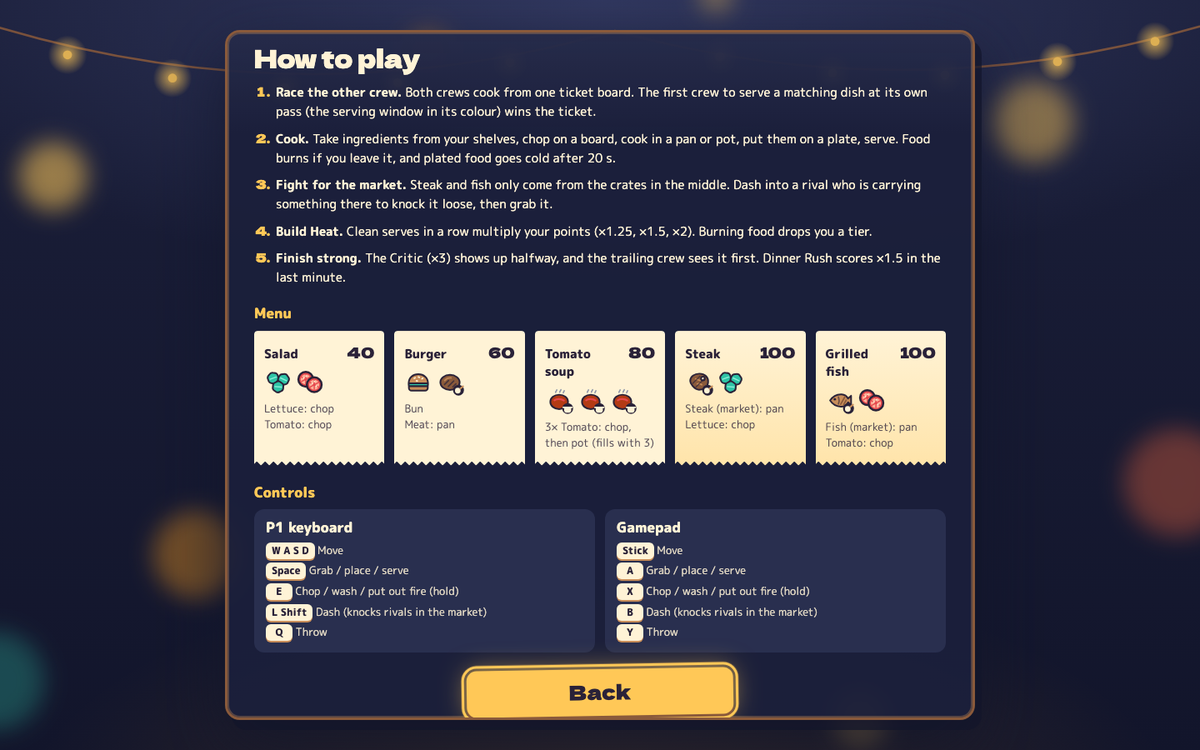 How to play
1. Race the other crew. Both crews cook from one ticket board. The first crew to serve a matching dish at its own
pass (the serving window in its colour) wins the ticket.
2. Cook. Take ingredients from your shelves, chop on a board, cook in a pan or pot, put them on a plate, serve. Food
burns if you leave it, and plated food goes cold after 20 s.
3. Fight for the market. Steak and fish only come from the crates in the middle. Dash into a rival who is carrying
something there to knock it loose, then grab it.
4. Build Heat. Clean serves in a row multiply your points (×1.25, ×1.5, ×2). Burning food drops you a tier.
5. Finish strong. The Critic (×3) shows up halfway, and the trailing crew sees it first. Dinner Rush scores ×1.5 in the
last minute.
Menu
Salad 40
Lettuce: chop
Tomato: chop
Burger 60
Bun
Meat: pan
Tomato 80
soup
3× Tomato: chop,
then pot (fills with 3)
Steak 100
Steak (market): pan
Lettuce: chop
Grilled 100
fish
Fish (market): pan
Tomato: chop
Controls
P1 keyboard
W A S D Move
Space Grab / place / serve
E Chop / wash / put out fire (hold)
L Shift Dash (knocks rivals in the market)
Q Throw
Gamepad
Stick Move
A Grab / place / serve
X Chop / wash / put out fire (hold)
B Dash (knocks rivals in the market)
Y Throw
Back